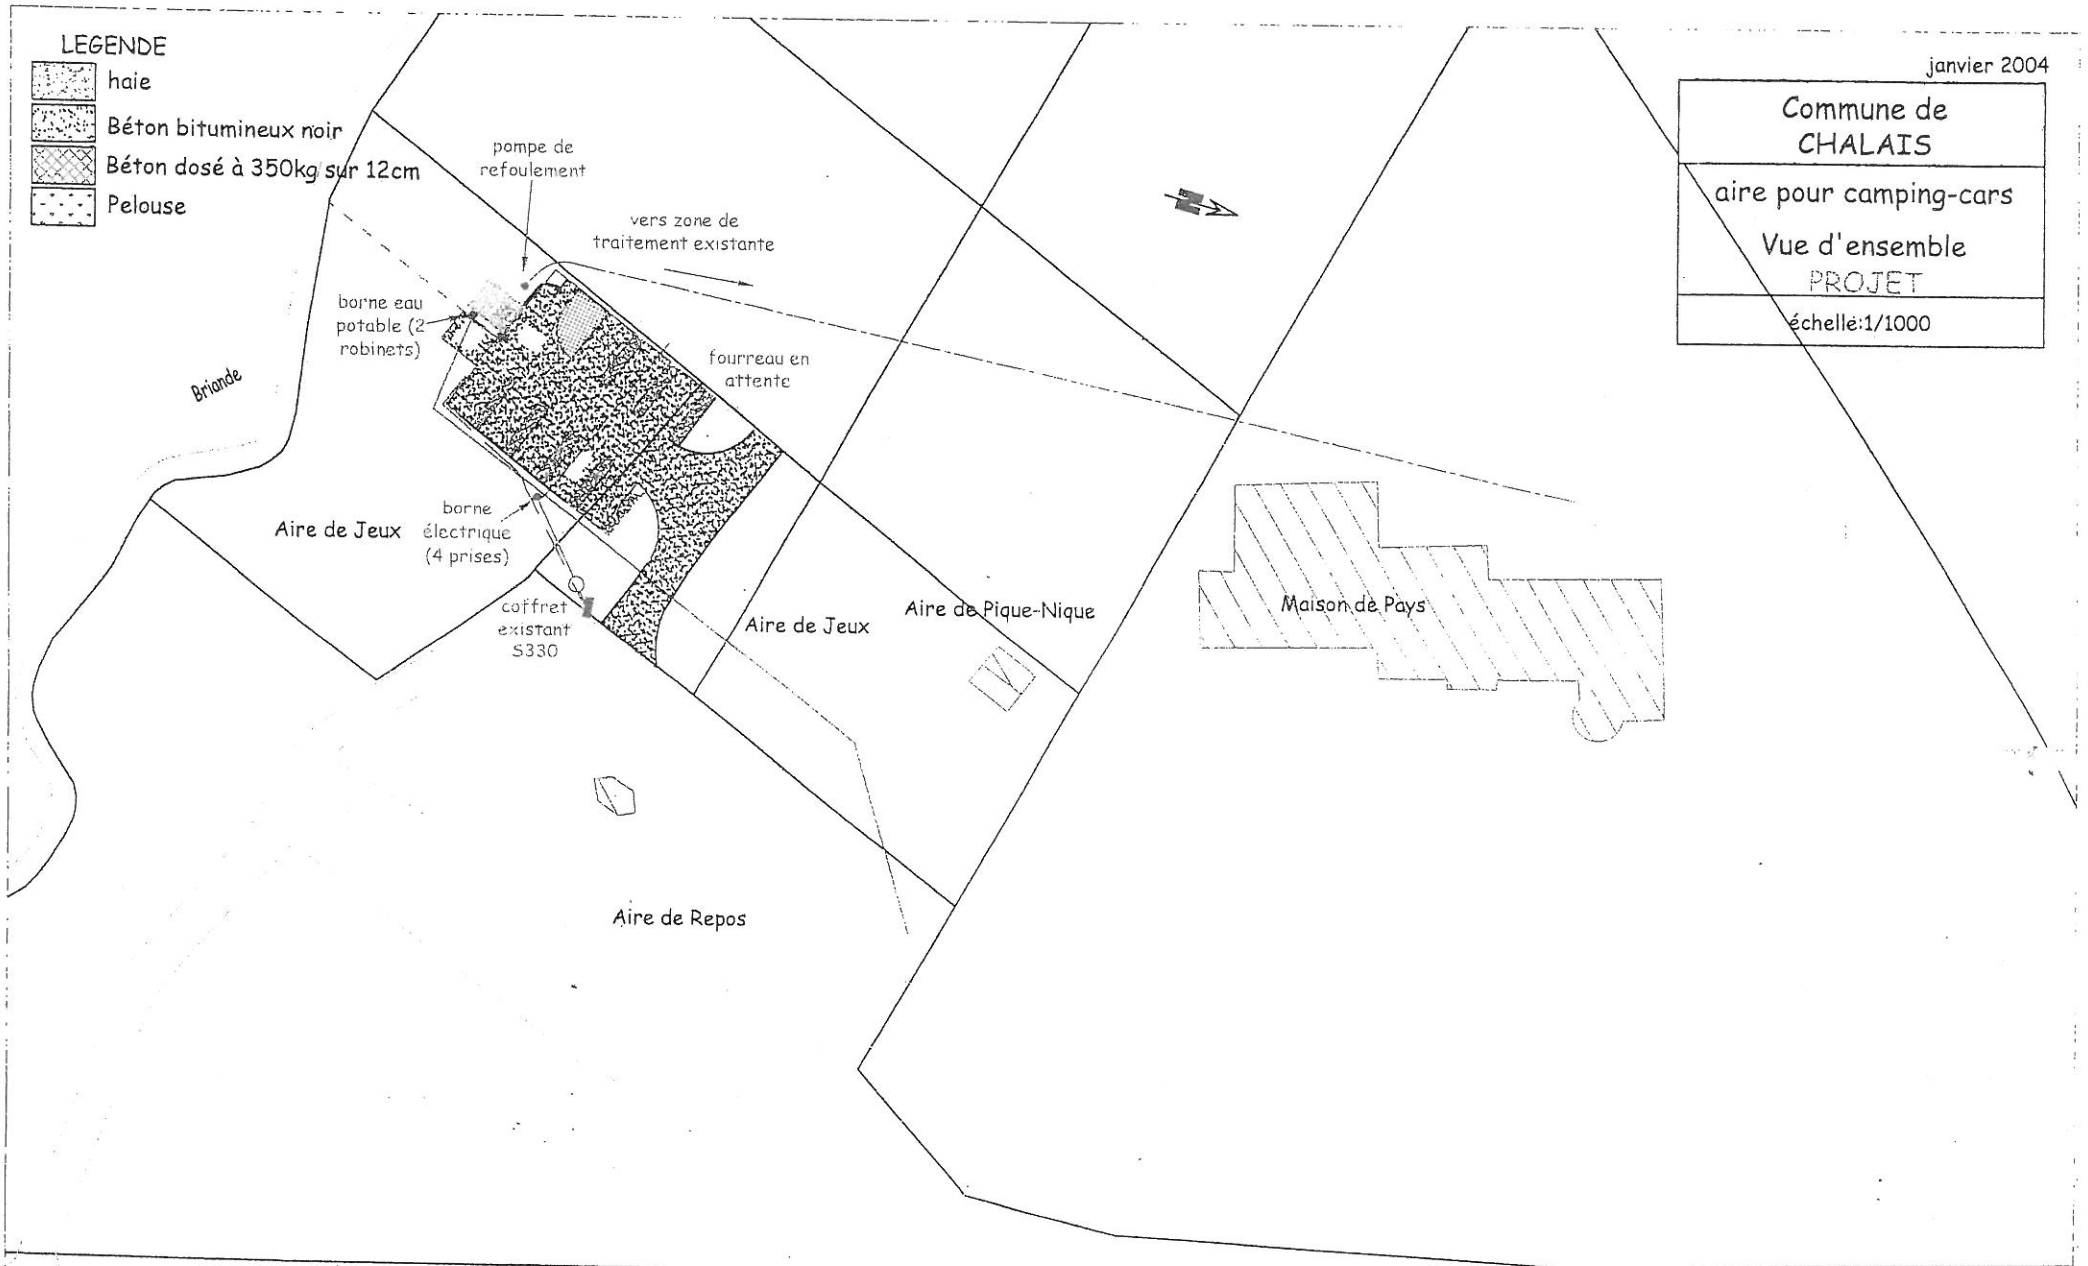 LEGENDE
haie
Béton bitumineux noir
Béton dosé à 350kg sur 12cm
Pelouse
janvier 2004
Commune de
CHALAIS
aire pour camping-cars
Vue d'ensemble
PROJET
échelle:1/1000
pompe de
refoulement
vers zone de
traitement existante
borne eau
potable (2
robinets)
fourreau en
attente
Briande
Aire de Jeux
borne
électrique
(4 prises)
coffret
existant
S330
Aire de Jeux
Aire de Pique-Nique
Maison de Pays
Aire de Repos
N